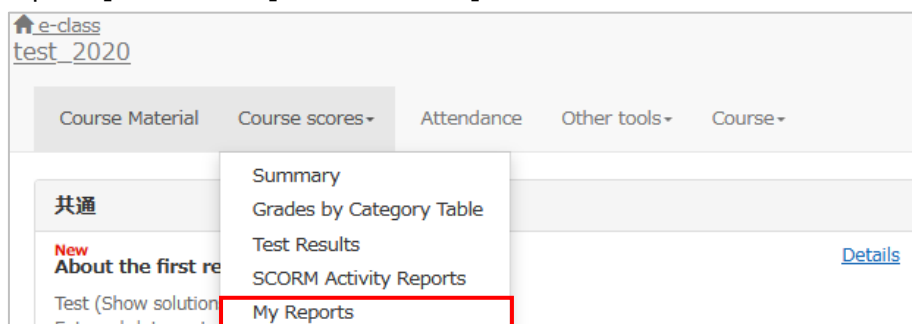 e-class
test_2020
Course Material Course scores Attendance Other tools Course
Summary
共通
Grades by Category Table
New
Test Results
About the first re
Details
SCORM Activity Reports
Test (Show solution
My Reports